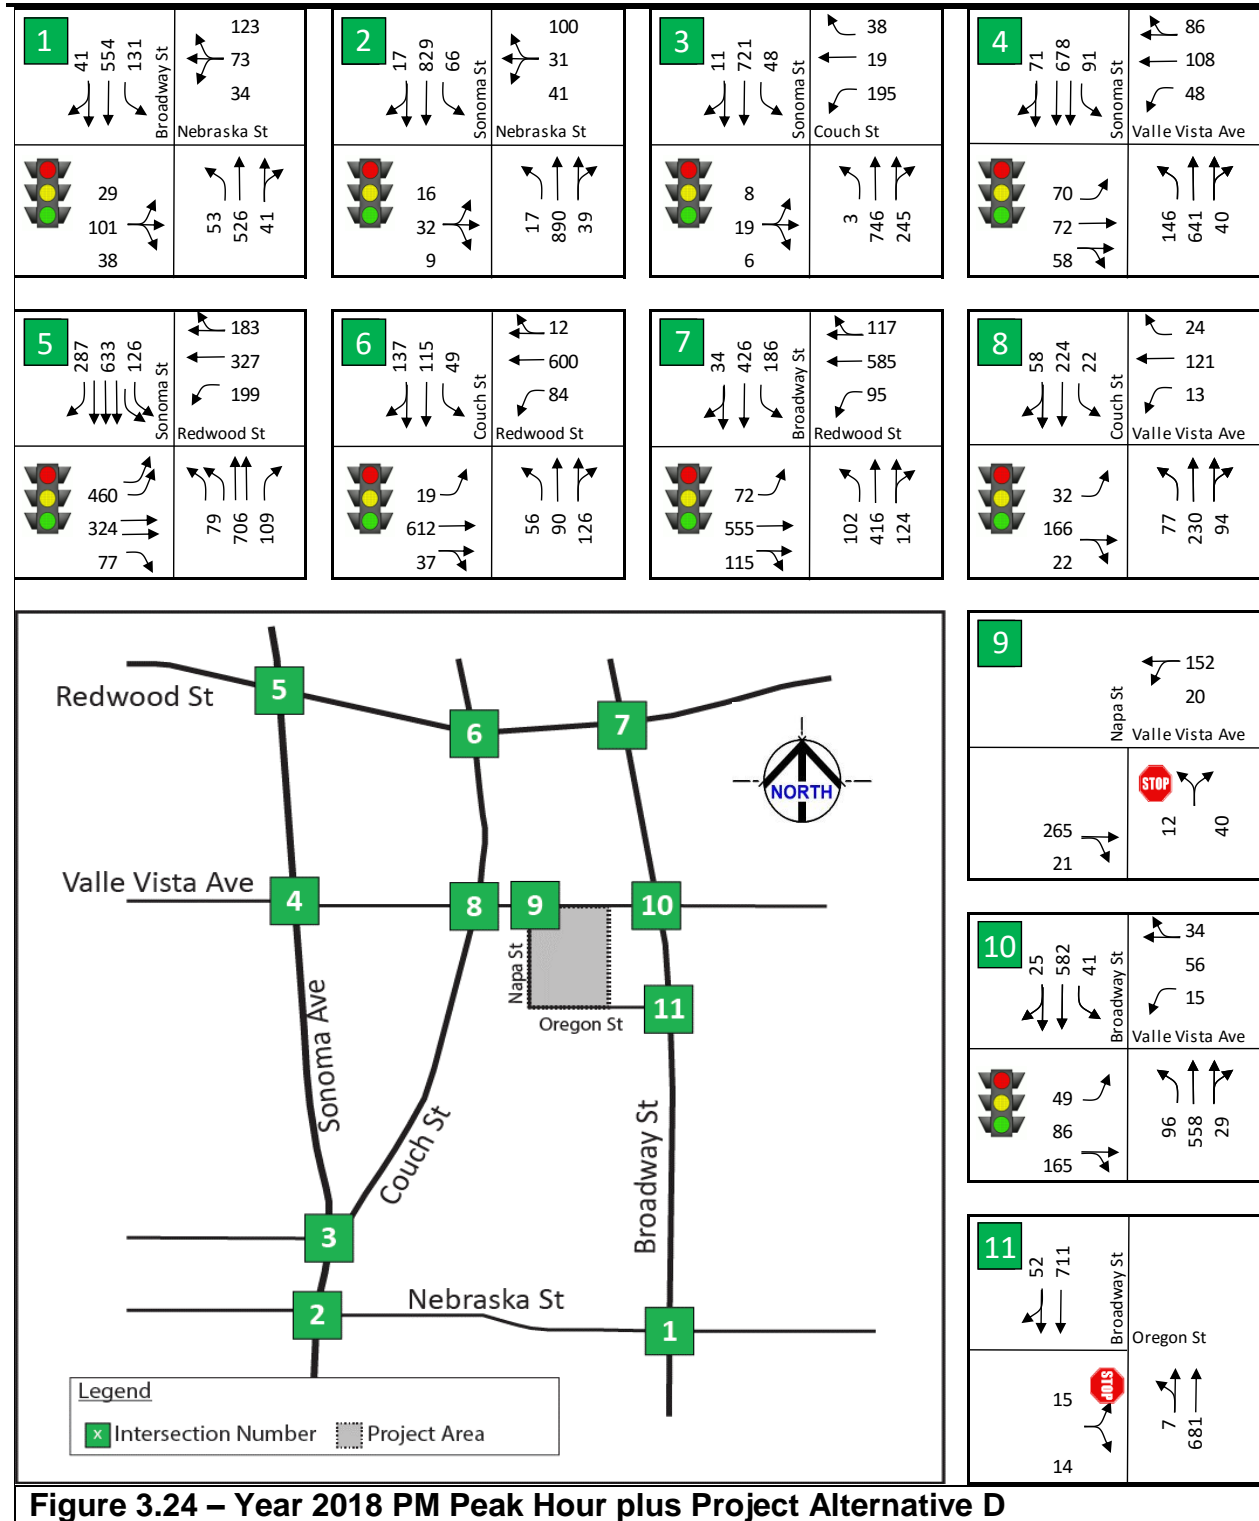 1
41 554 131
Broadway St
123
73
34
Nebraska St
29
101
38
53 526 41
2
17 829 66
Sonoma St
100
31
41
Nebraska St
16
32
9
17 890 39
3
11 721 48
Sonoma St
38
19
195
Couch St
8
19
6
3 746 245
4
71 678 91
Sonoma St
86
108
48
Valle Vista Ave
70
72
58
146 641 40
5
287 633 126
Sonoma St
183
327
199
Redwood St
460
324
77
79 706 109
6
137 115 49
Couch St
12
600
84
Redwood St
19
612
37
56 90 126
7
34 426 186
Broadway St
117
585
95
Redwood St
72
555
115
102 416 124
8
58 224 22
Couch St
24
121
13
Valle Vista Ave
32
166
22
77 230 94
9
Napa St
152
20
Valle Vista Ave
265
21
STOP
12 40
10
25 582 41
Broadway St
34
56
15
Valle Vista Ave
49
86
165
96 558 29
11
52 711
Broadway St
Oregon St
15
14
STOP
7 681
Redwood St
5
6
7
NORTH
Valle Vista Ave
4
8
9
10
Napa St
Oregon St
11
Sonoma Ave
Couch St
Broadway St
3
2
Nebraska St
1
Legend
x Intersection Number Project Area
Figure 3.24 – Year 2018 PM Peak Hour plus Project Alternative D